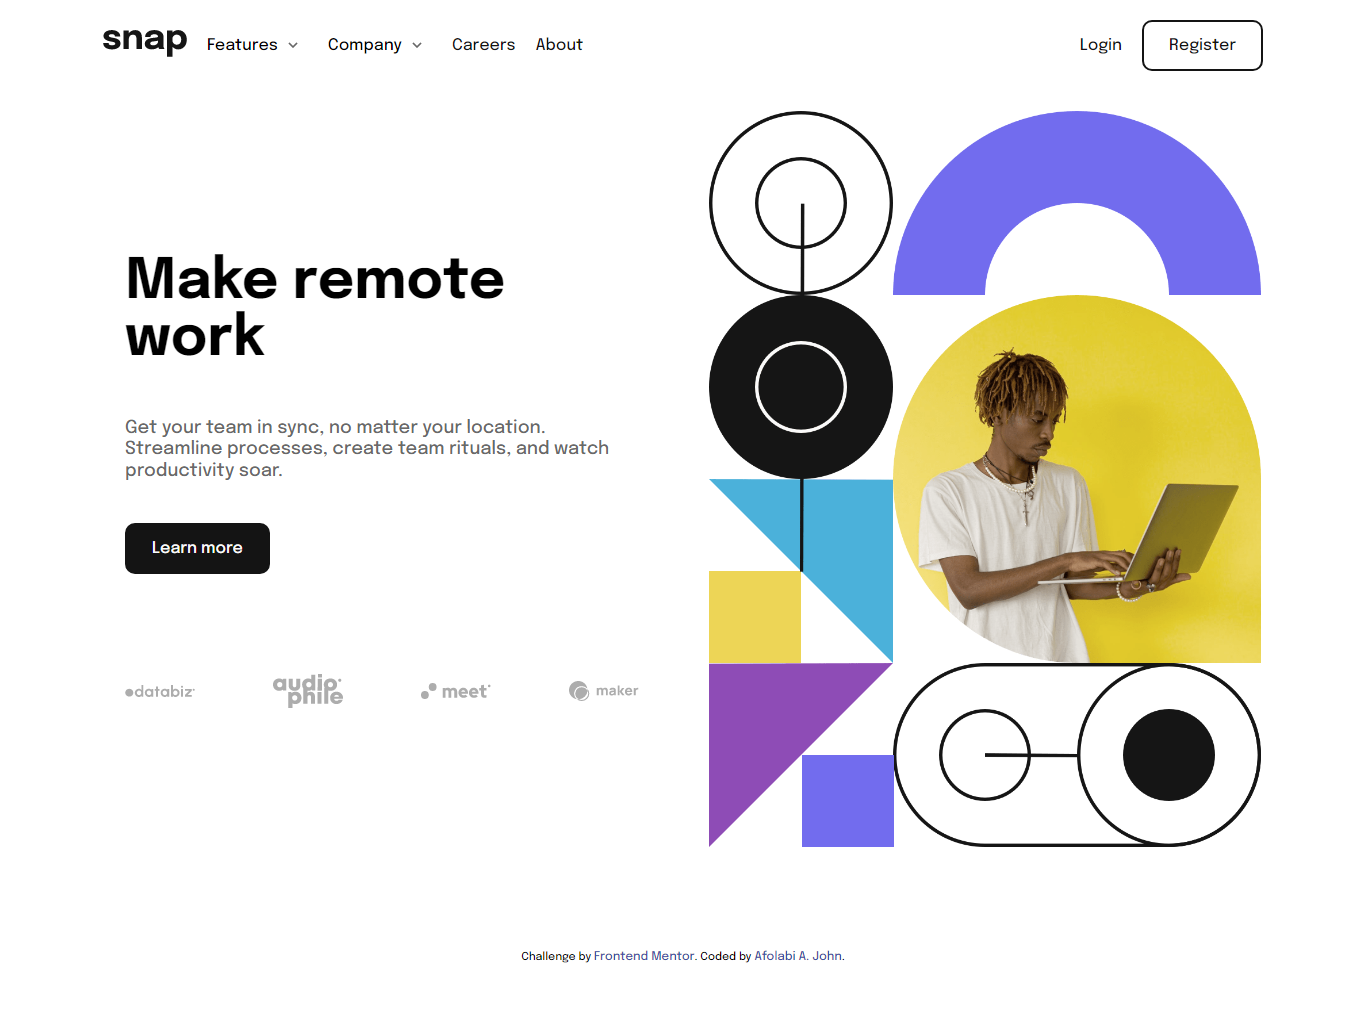 snap Features Company Careers About Login Register
Make remote
work
Get your team in sync, no matter your location.
Streamline processes, create team rituals, and watch
productivity soar.
Learn more
databiz audiophile meet maker
Challenge by Frontend Mentor. Coded by Afolabi A. John.